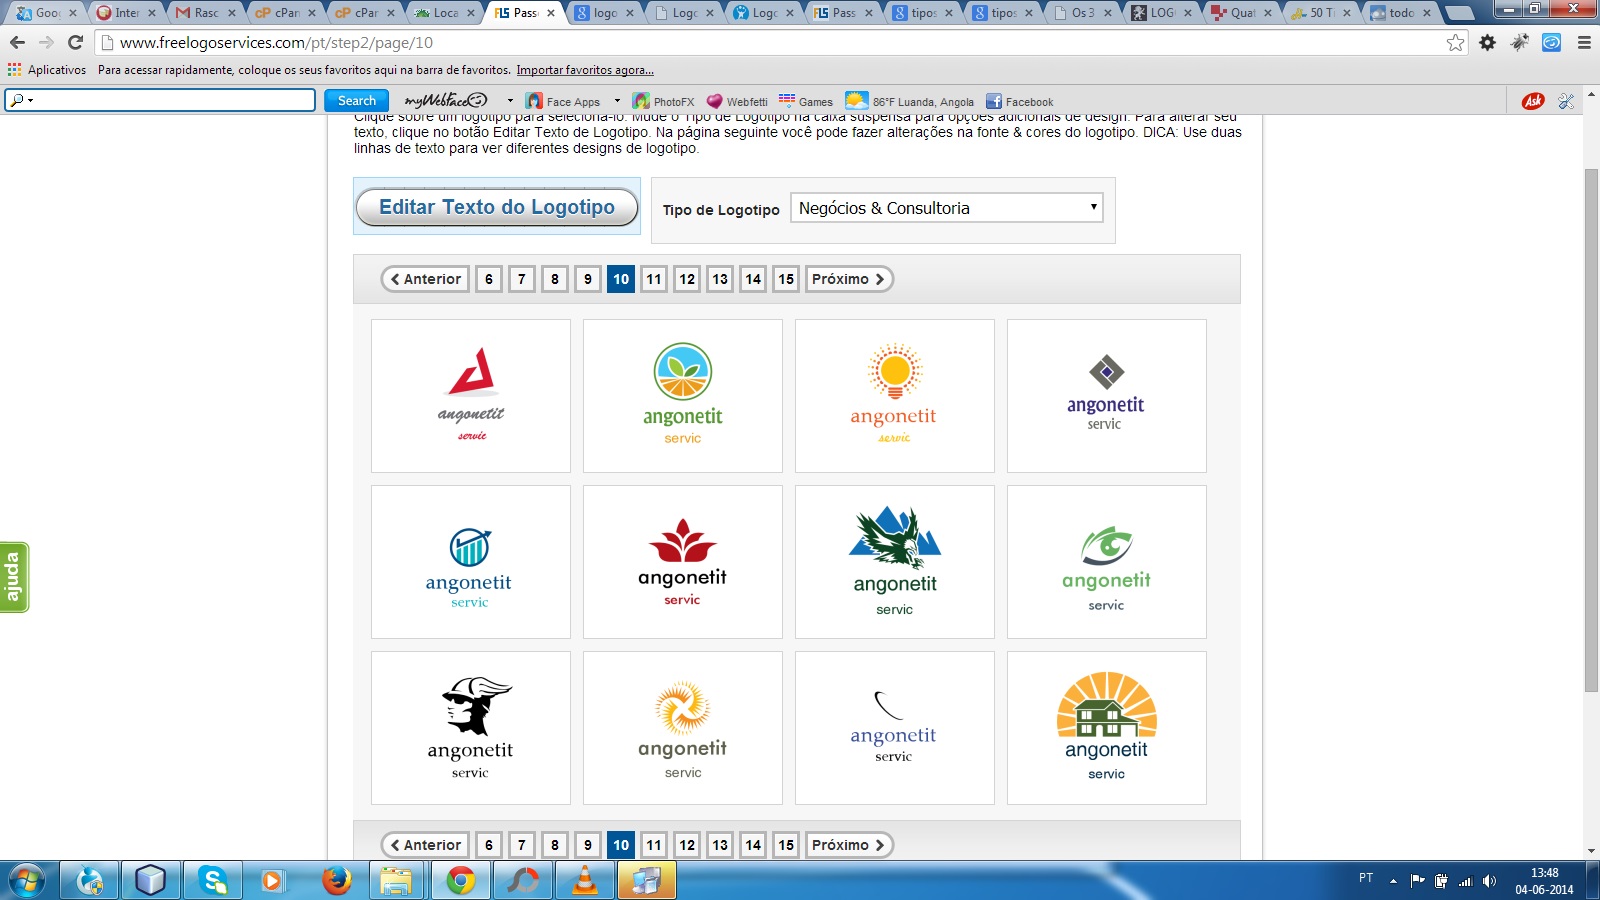 Goo
Inter
Rasc
cPan
cPar
Loca
Pass
logo
Logo
Logo
Pass
tipos
tipos
Os 3
LOG
Quat
50 T
todo
www.freelogoservices.com/pt/step2/page/10
Aplicativos Para acessar rapidamente, coloque os seus favoritos aqui na barra de favoritos. Importar favoritos agora...
Search myWebFace Face Apps PhotoFX Webfetti Games 86°F Luanda, Angola Facebook Ask
Clique sobre um logotipo para selecioná-lo. Mude o Tipo de Logotipo na caixa suspensa para opções adicionais de design. Para alterar seu
texto, clique no botão Editar Texto de Logotipo. Na página seguinte você pode fazer alterações na fonte & cores do logotipo. DICA: Use duas
linhas de texto para ver diferentes designs de logotipo.
Editar Texto do Logotipo
Tipo de Logotipo Negócios & Consultoria
Anterior 6 7 8 9 10 11 12 13 14 15 Próximo
angonetit
servic
angonetit
servic
angonetit
servic
angonetit
servic
angonetit
servic
angonetit
servic
angonetit
servic
angonetit
servic
angonetit
servic
angonetit
servic
angonetit
servic
angonetit
servic
ajuda
Anterior 6 7 8 9 10 11 12 13 14 15 Próximo
PT
13:48
04-06-2014